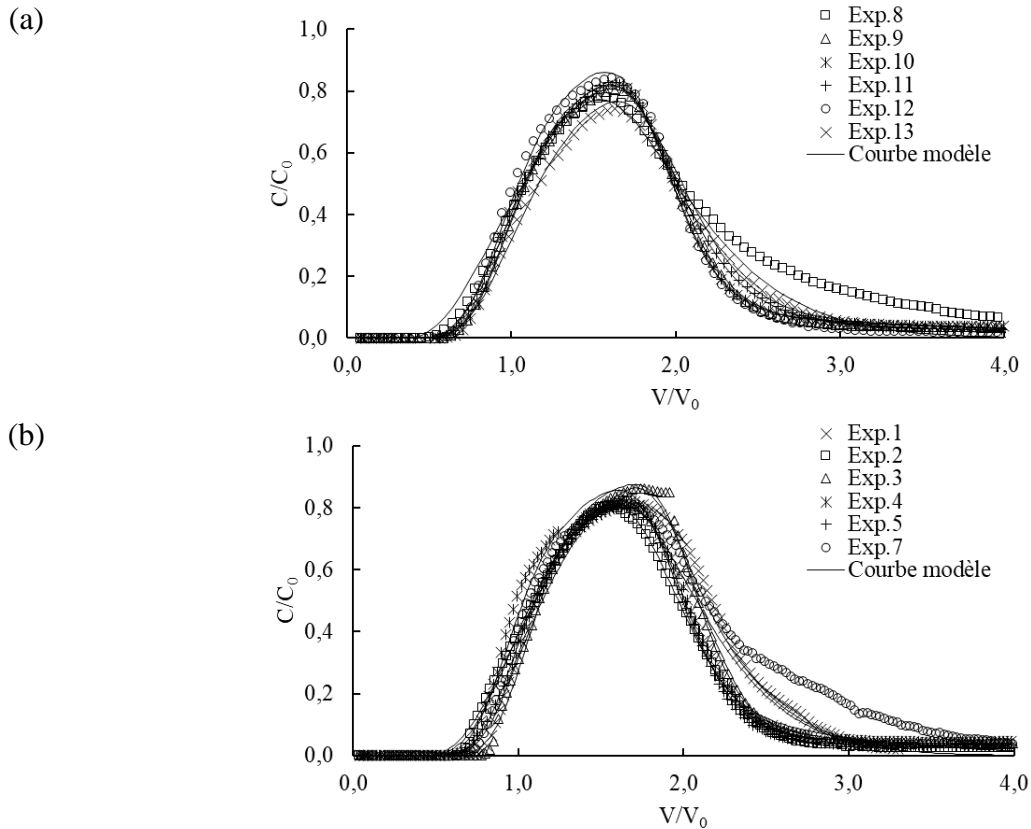 (a)
1,0
0,8
0,6
0,4
0,2
0,0
C/C0
0,0 1,0 2,0 3,0 4,0
V/V0
Exp.8
Exp.9
Exp.10
Exp.11
Exp.12
Exp.13
Courbe modèle
(b)
1,0
0,8
0,6
0,4
0,2
0,0
C/C0
0,0 1,0 2,0 3,0 4,0
V/V0
Exp.1
Exp.2
Exp.3
Exp.4
Exp.5
Exp.7
Courbe modèle